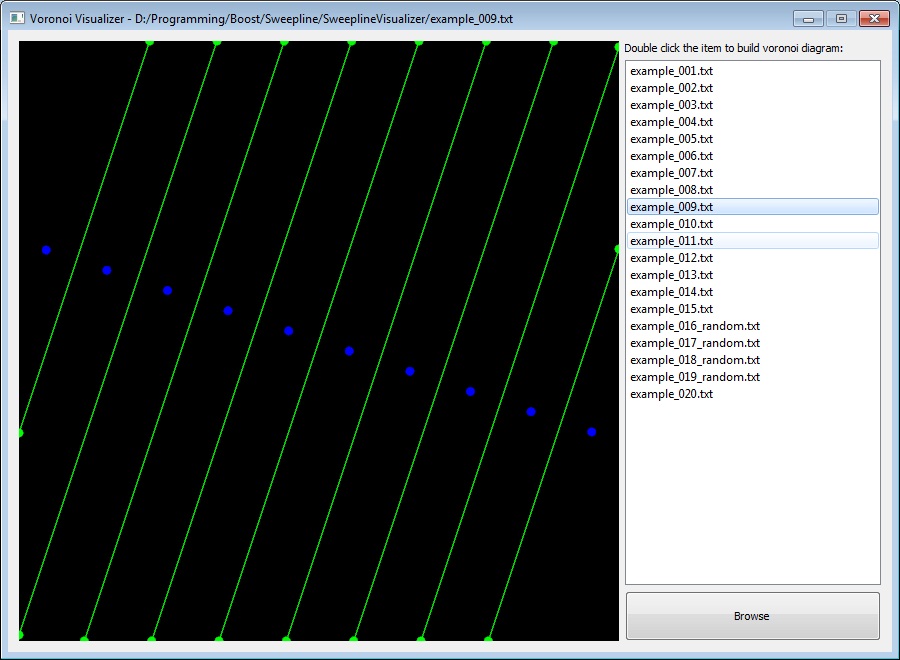 Voronoi Visualizer - D:/Programming/Boost/Sweepline/SweeplineVisualizer/example_009.txt
Double click the item to build voronoi diagram:
example_001.txt
example_002.txt
example_003.txt
example_004.txt
example_005.txt
example_006.txt
example_007.txt
example_008.txt
example_009.txt
example_010.txt
example_011.txt
example_012.txt
example_013.txt
example_014.txt
example_015.txt
example_016_random.txt
example_017_random.txt
example_018_random.txt
example_019_random.txt
example_020.txt
Browse